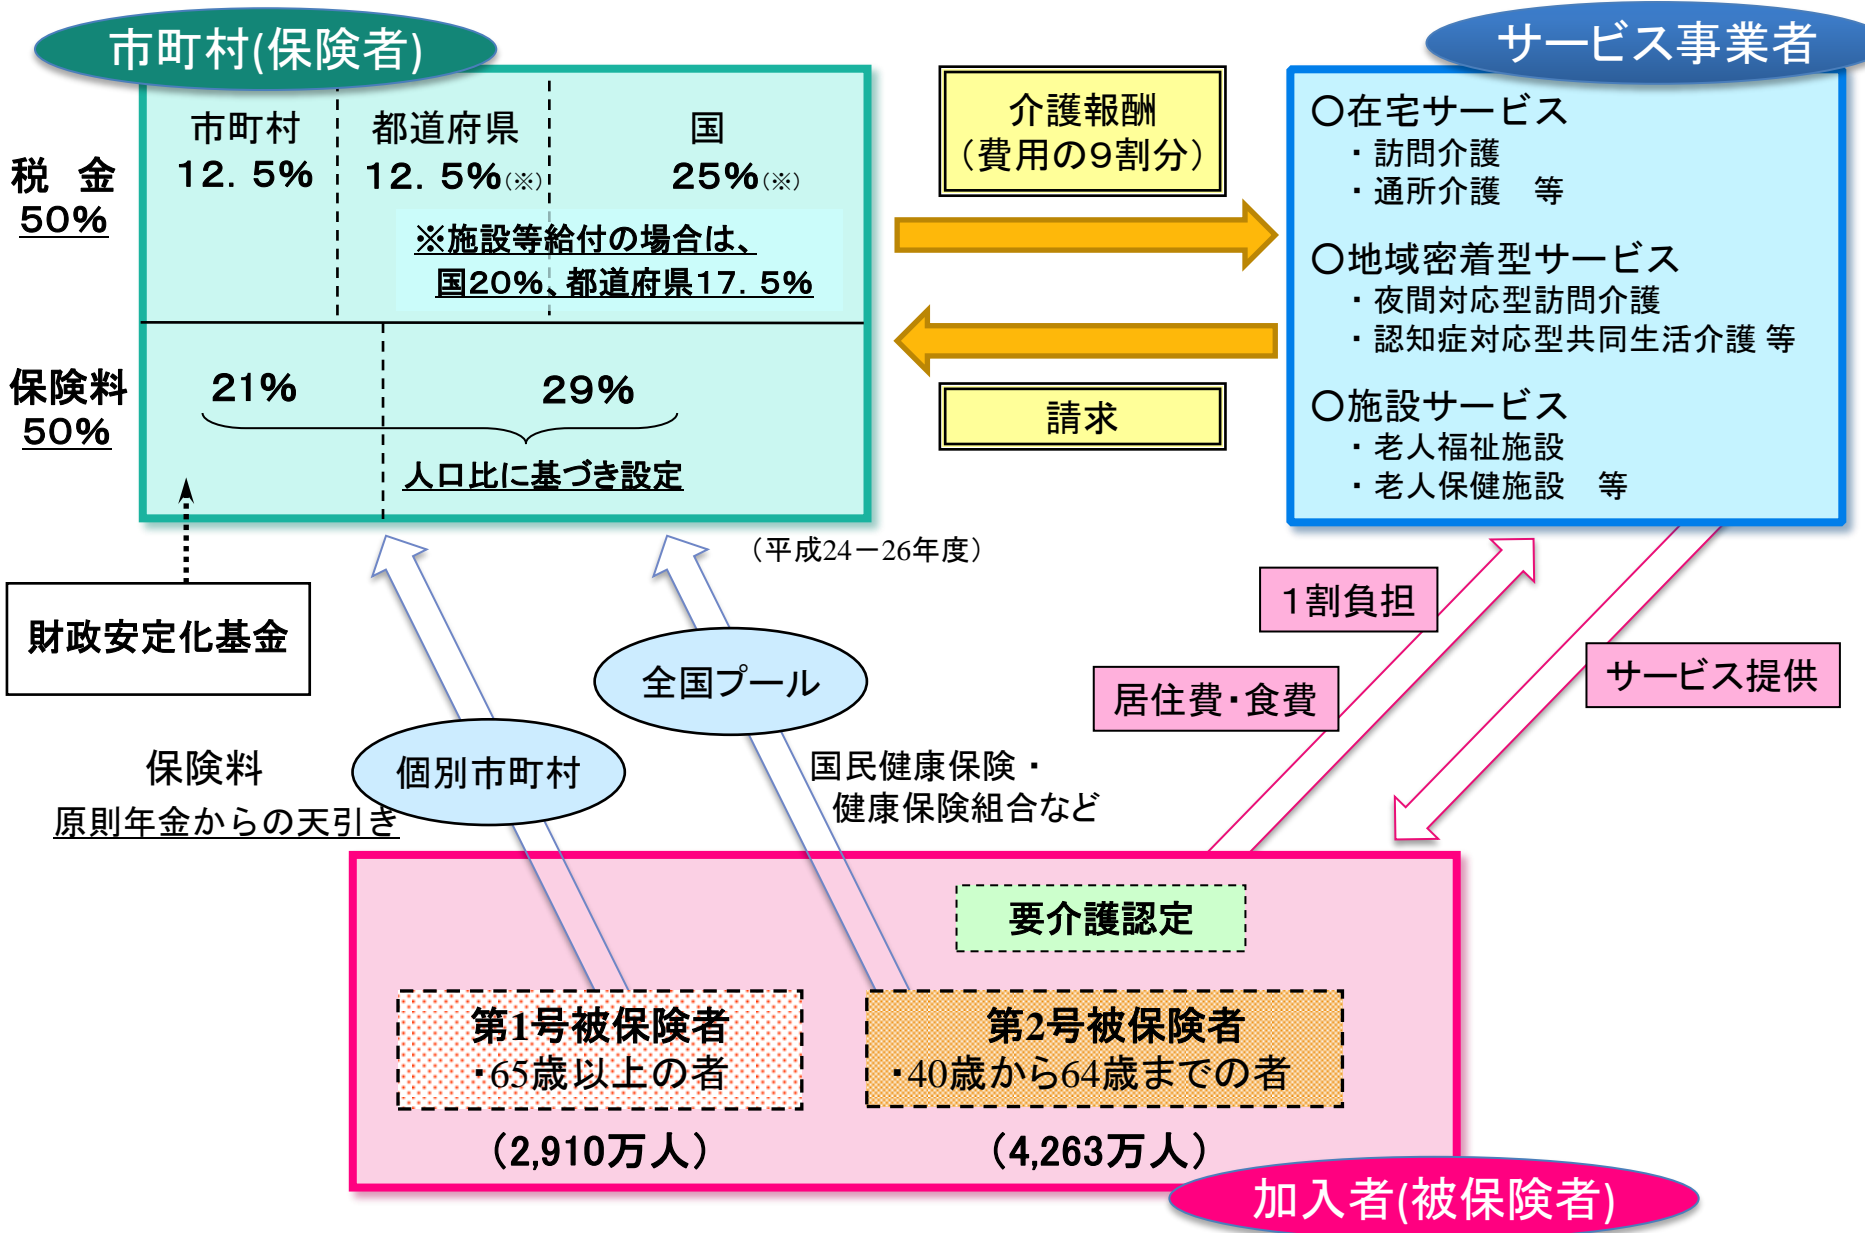 市町村(保険者)
サービス事業者
税　金
50%
市町村
12．5%
都道府県
12．5%(※)
国
25%(※)
※施設等給付の場合は、
国20%、都道府県17．5%
保険料
50%
21%
29%
人口比に基づき設定
（平成24－26年度）
財政安定化基金
介護報酬
（費用の９割分）
請求
○在宅サービス
・訪問介護
・通所介護　等
○地域密着型サービス
・夜間対応型訪問介護
・認知症対応型共同生活介護 等
○施設サービス
・老人福祉施設
・老人保健施設　等
１割負担
居住費・食費
サービス提供
全国プール
個別市町村
保険料
原則年金からの天引き
国民健康保険・
健康保険組合など
要介護認定
第1号被保険者
・65歳以上の者
（2,910万人）
第2号被保険者
・40歳から64歳までの者
（4,263万人）
加入者(被保険者)